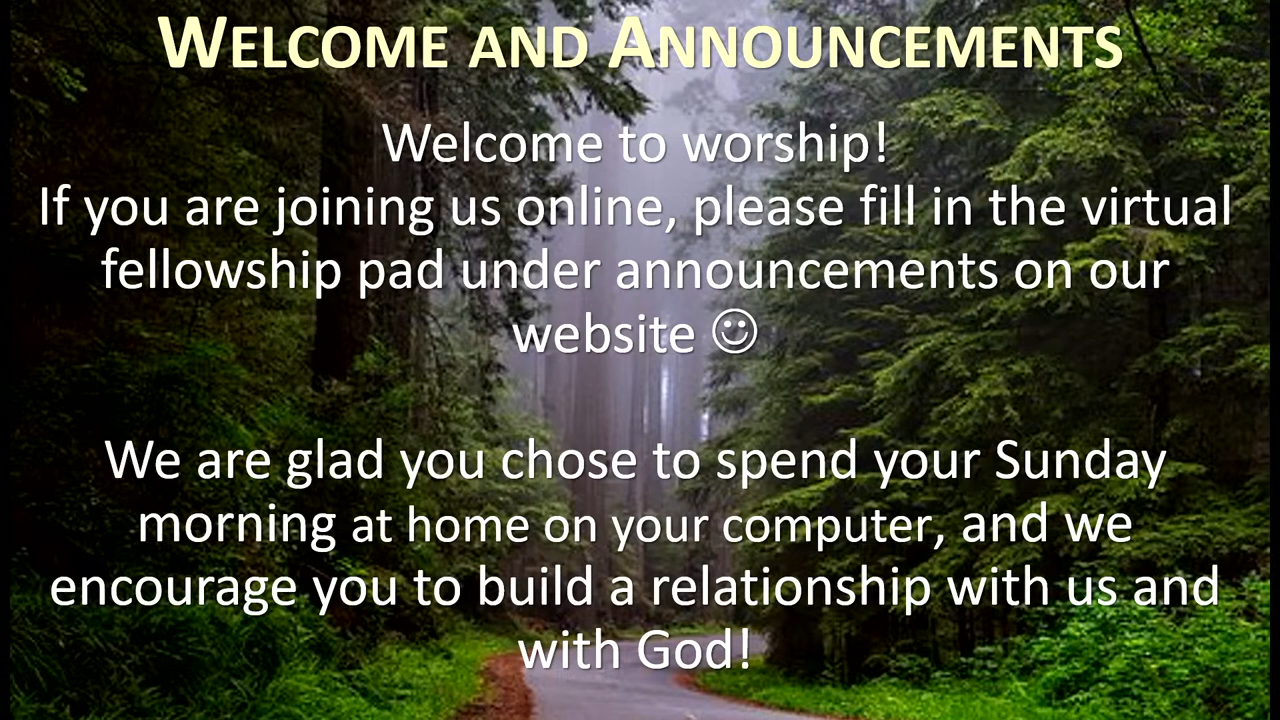 WELCOME AND ANNOUNCEMENTS
Welcome to worship!
If you are joining us online, please fill in the virtual
fellowship pad under announcements on our
website ☺
We are glad you chose to spend your Sunday
morning at home on your computer, and we
encourage you to build a relationship with us and
with God!